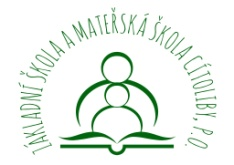 ZÁKLADNÍ ŠKOLA A MATEŘSKÁ ŠKOLA CÍTOLIBY, P.O.